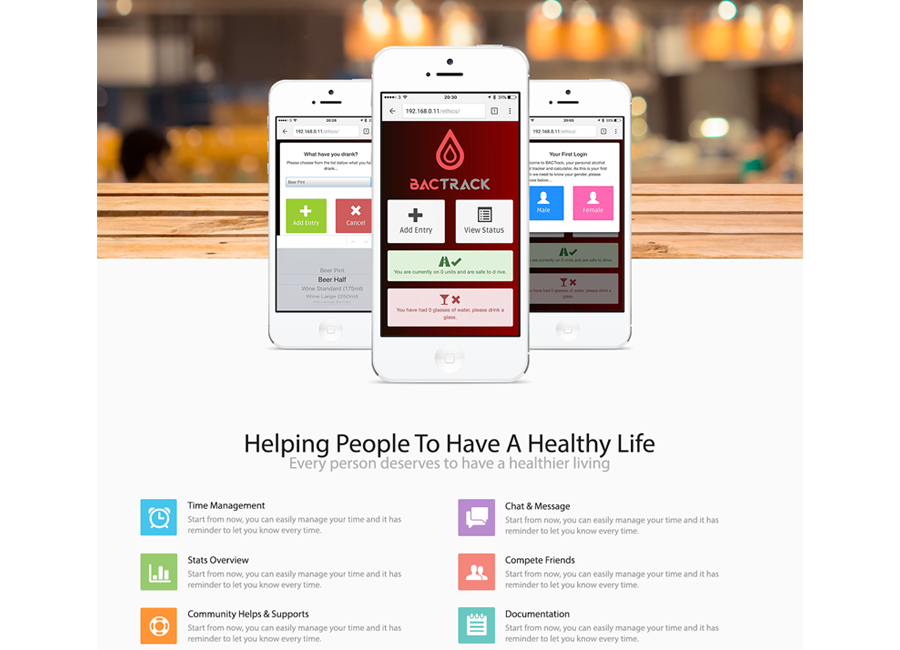 20:28
192.168.0.11/ethics/
What have you drank?
Please choose from the list below what you ha
drank...
Beer Pint
Add Entry
Cancel
Beer Pint
Beer Half
Wine Standard (175ml)
Wine Large (250ml)
3
20:30
31%
192.168.0.11/ethics/
BACTRACK
Add Entry
View Status
You are currently on 0 units and are safe to drive.
You have had 0 glasses of water, please drink a
glass.
30%
192.168.0.11/ethics/
Your First Login
come to BACTrack, your personal alcohol
n tracker and calculator. As this is your first
n we need to know your gender, please
Male
Female
are currently on 0 units and are safe to drive.
have had 0 glasses of water, please drink a
glass.
Helping People To Have A Healthy Life
Every person deserves to have a healthier living
Time Management
Start from now, you can easily manage your time and it has
reminder to let you know every time.
Chat & Message
Start from now, you can easily manage your time and it has
reminder to let you know every time.
Stats Overview
Start from now, you can easily manage your time and it has
reminder to let you know every time.
Compete Friends
Start from now, you can easily manage your time and it has
reminder to let you know every time.
Community Helps & Supports
Start from now, you can easily manage your time and it has
reminder to let you know every time.
Documentation
Start from now, you can easily manage your time and it has
reminder to let you know every time.